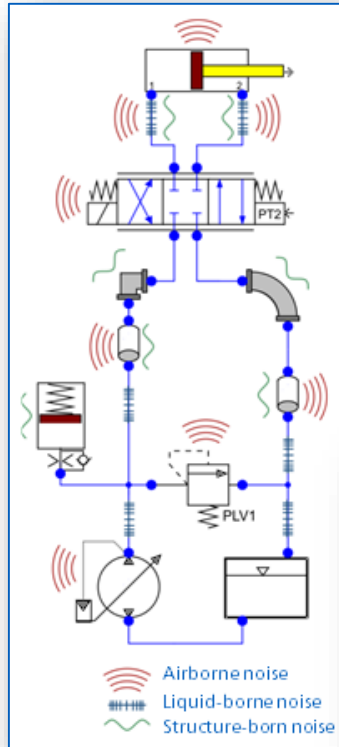 1 2
PT2
PLV1
Airborne noise
Liquid-borne noise
Structure-born noise